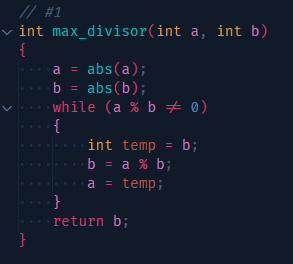 // #1
int max_divisor(int a, int b)
{
    a = abs(a);
    b = abs(b);
    while (a % b != 0)
    {
        int temp = b;
        b = a % b;
        a = temp;
    }
    return b;
}